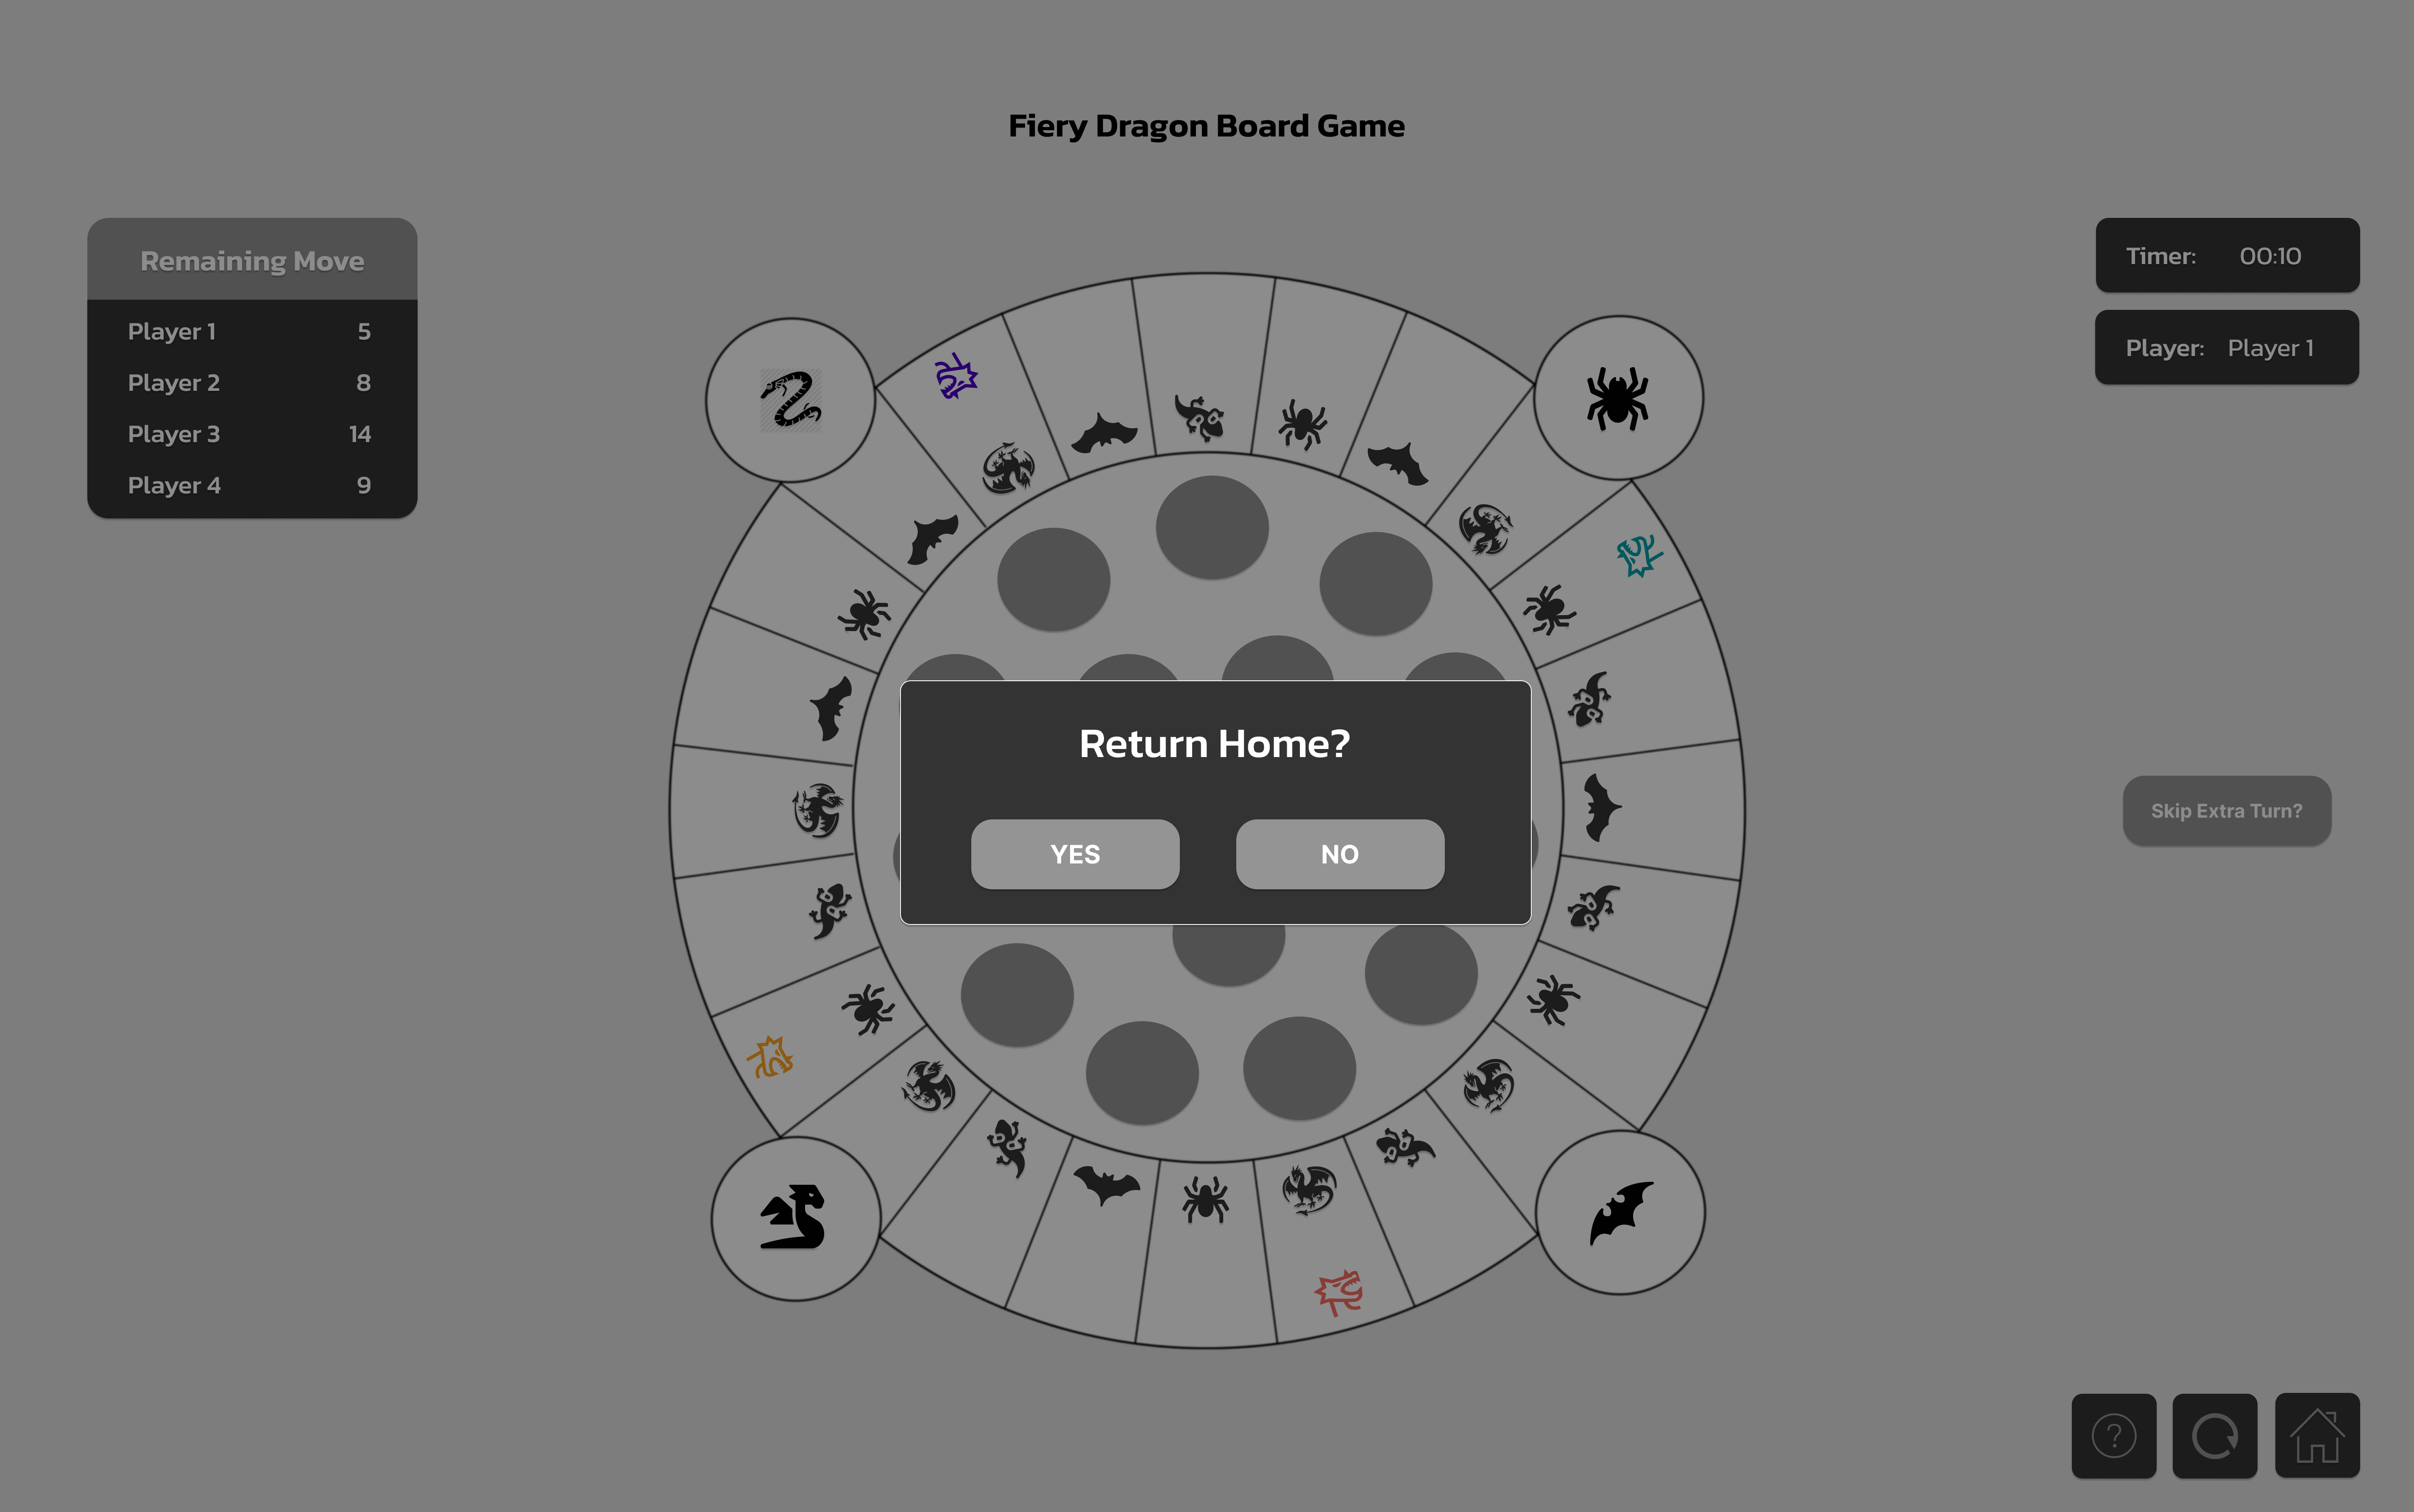 Fiery Dragon Board Game
Remaining Move
Player 1 5
Player 2 8
Player 3 14
Player 4 9
Timer: 00:10
Player: Player 1
Return Home?
YES NO
Skip Extra Turn?
?